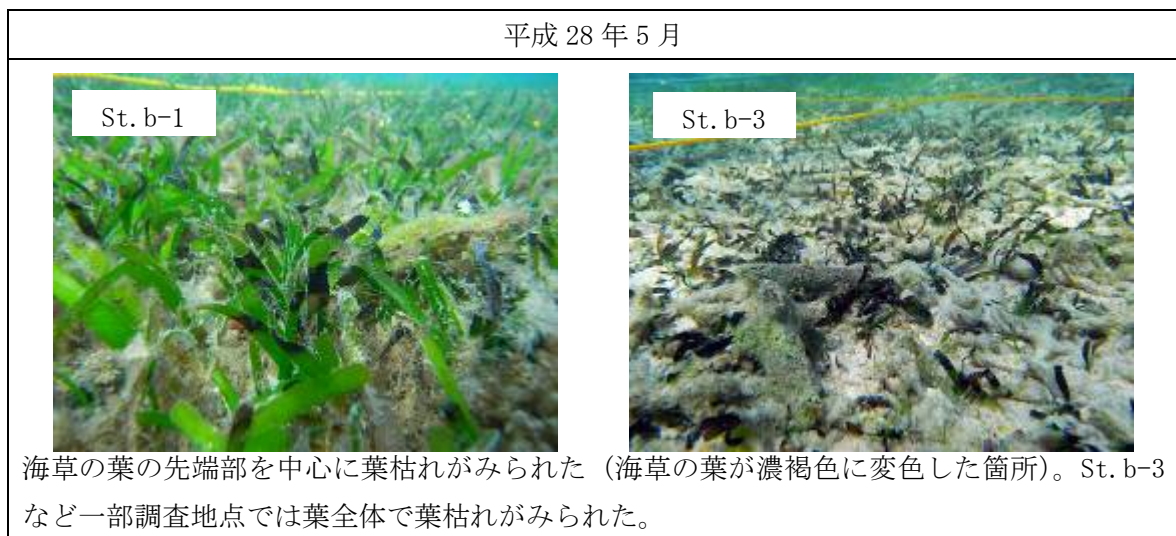 平成 28 年 5 月
St.b-1
St.b-3
海草の葉の先端部を中心に葉枯れがみられた（海草の葉が濃褐色に変色した箇所）。St.b-3
など一部調査地点では葉全体で葉枯れがみられた。